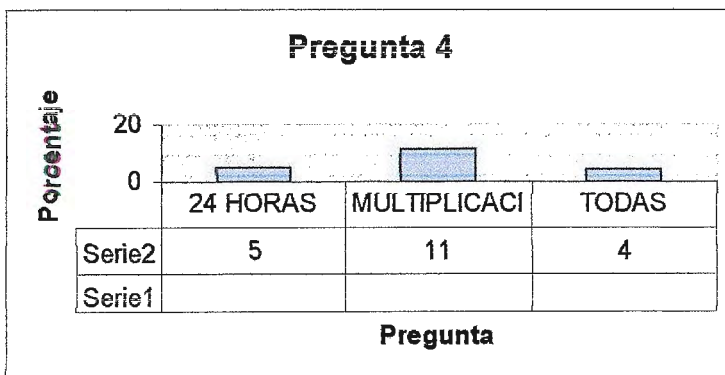 Pregunta 4
Porcentaje
20
0
24 HORAS MULTIPLICACI TODAS
Serie2 5 11 4
Serie1
Pregunta